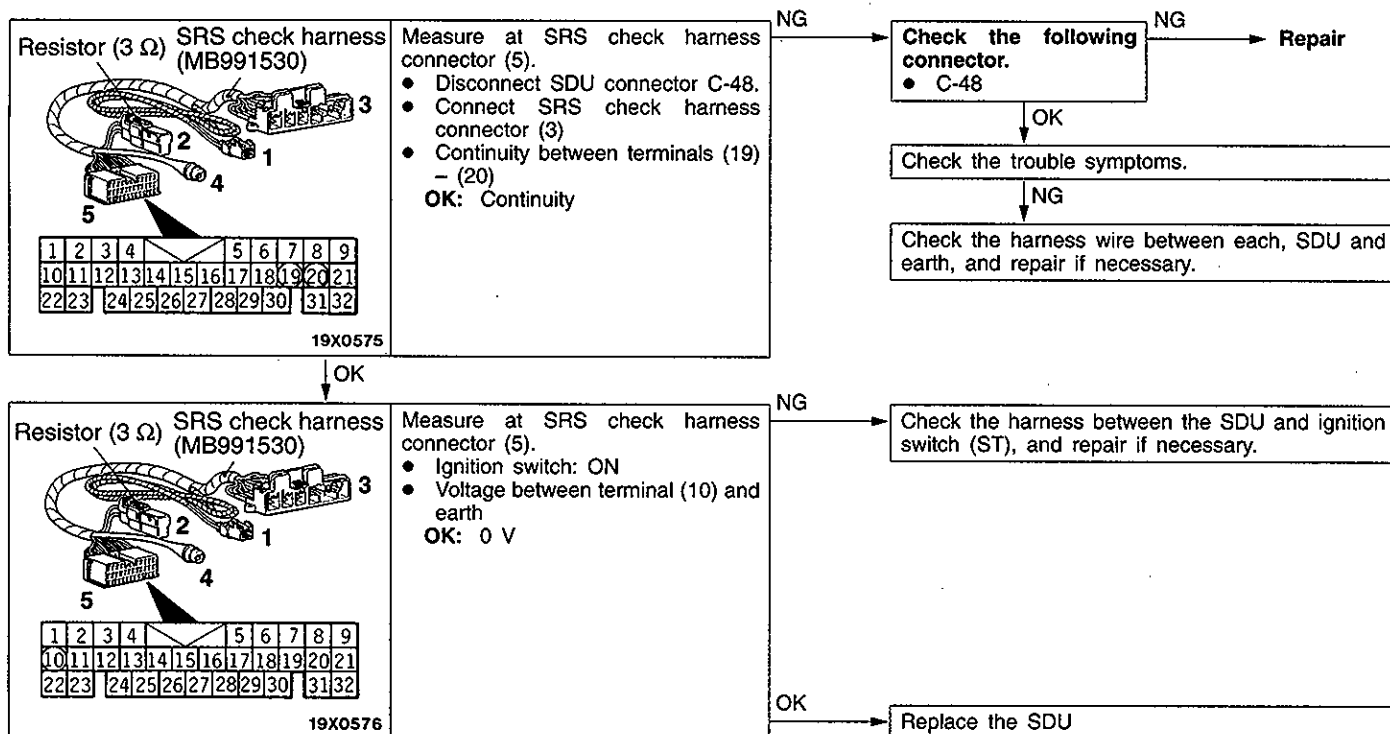 Resistor (3 Ω)
SRS check harness
(MB991530)
3
2
1
4
5
1 2 3 4 5 6 7 8 9
10 11 12 13 14 15 16 17 18 19 20 21
22 23 24 25 26 27 28 29 30 31 32
19X0575
Measure at SRS check harness
connector (5).
● Disconnect SDU connector C-48.
● Connect SRS check harness
connector (3)
● Continuity between terminals (19)
– (20)
OK: Continuity
NG
Check the following
connector.
● C-48
NG
Repair
OK
Check the trouble symptoms.
NG
Check the harness wire between each, SDU and
earth, and repair if necessary.
OK
Resistor (3 Ω)
SRS check harness
(MB991530)
3
2
1
4
5
1 2 3 4 5 6 7 8 9
10 11 12 13 14 15 16 17 18 19 20 21
22 23 24 25 26 27 28 29 30 31 32
19X0576
Measure at SRS check harness
connector (5).
● Ignition switch: ON
● Voltage between terminal (10) and
earth
OK: 0 V
NG
Check the harness between the SDU and ignition
switch (ST), and repair if necessary.
OK
Replace the SDU